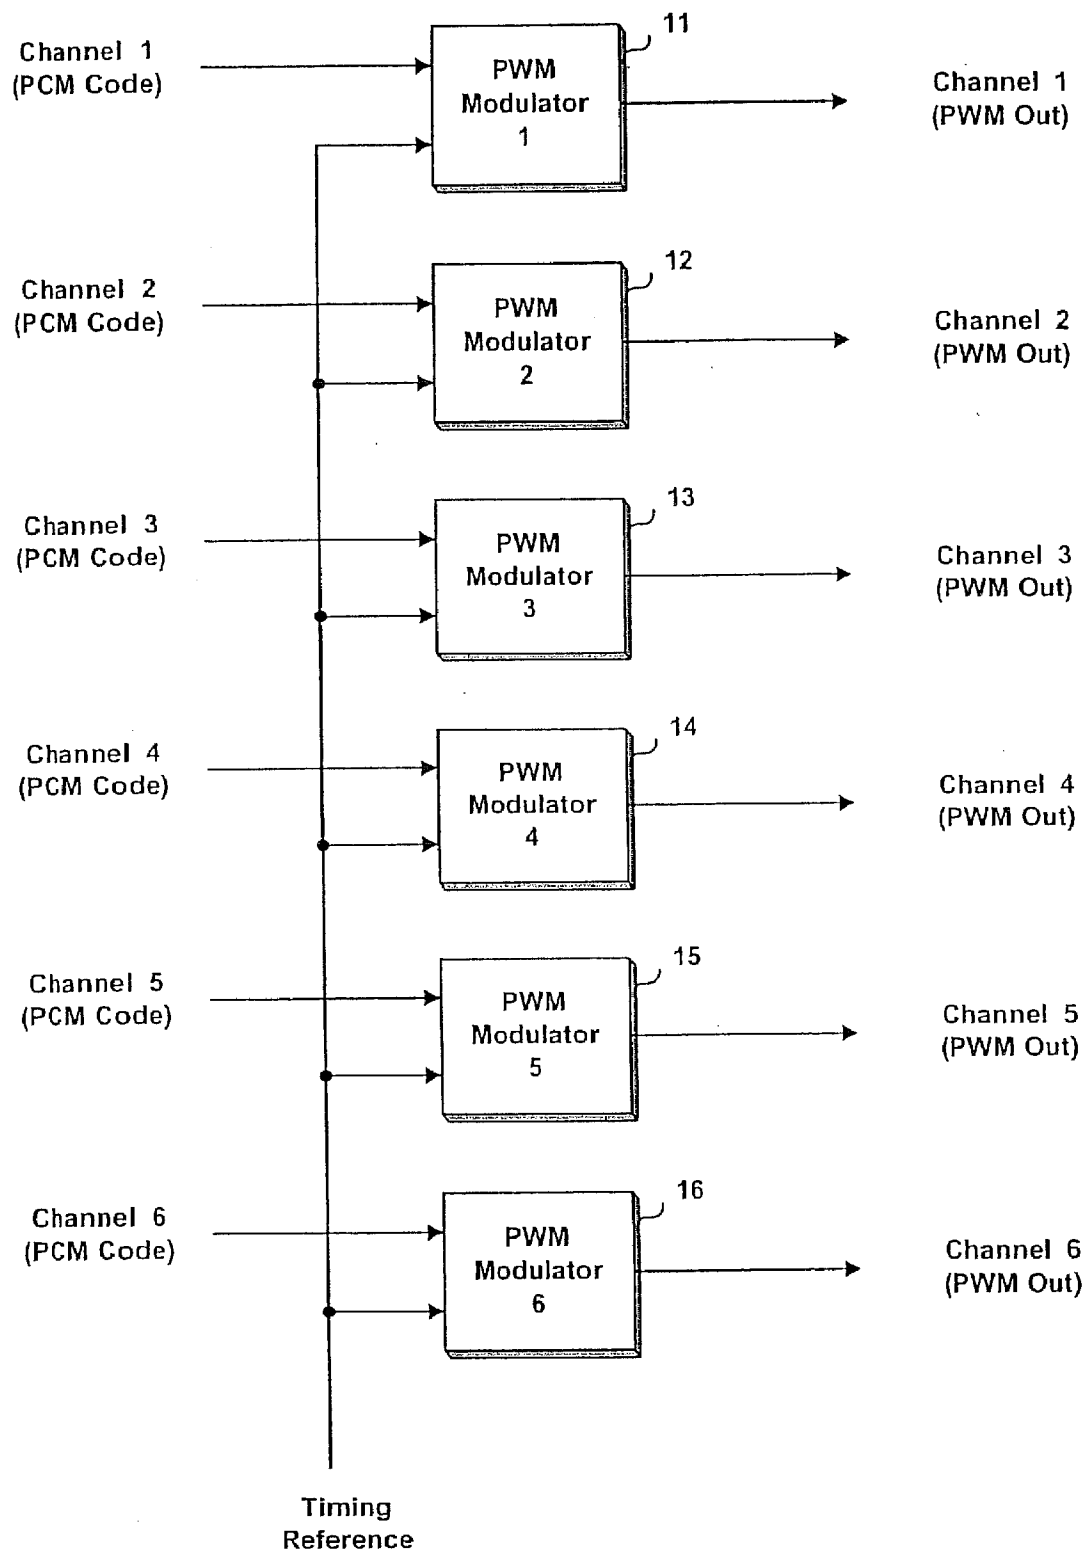 11
Channel 1
(PCM Code)
PWM
Modulator
1
Channel 1
(PWM Out)
12
Channel 2
(PCM Code)
PWM
Modulator
2
Channel 2
(PWM Out)
13
Channel 3
(PCM Code)
PWM
Modulator
3
Channel 3
(PWM Out)
14
Channel 4
(PCM Code)
PWM
Modulator
4
Channel 4
(PWM Out)
15
Channel 5
(PCM Code)
PWM
Modulator
5
Channel 5
(PWM Out)
16
Channel 6
(PCM Code)
PWM
Modulator
6
Channel 6
(PWM Out)
Timing
Reference